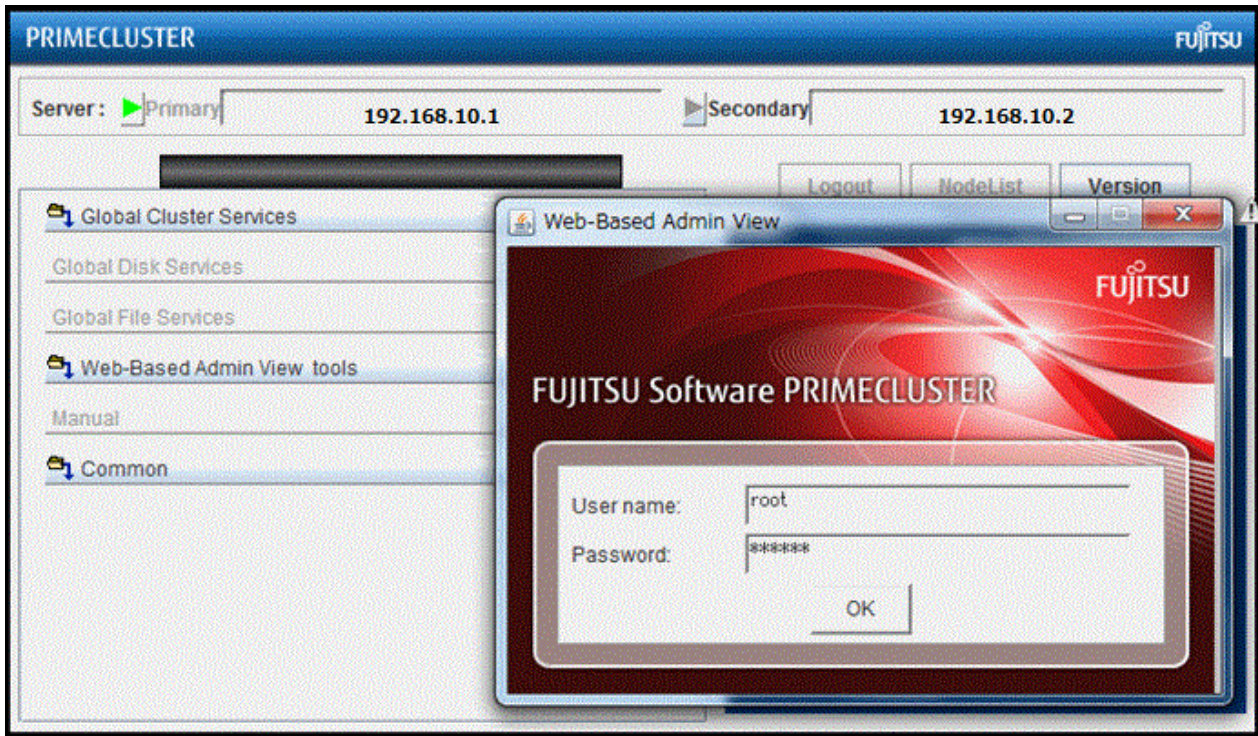 PRIMECLUSTER
FUJITSU
Server : Primary 192.168.10.1 Secondary 192.168.10.2
Logout NodeList Version
Global Cluster Services
Global Disk Services
Global File Services
Web-Based Admin View tools
Manual
Common
Web-Based Admin View
FUJITSU
FUJITSU Software PRIMECLUSTER
User name: root
Password: ******
OK